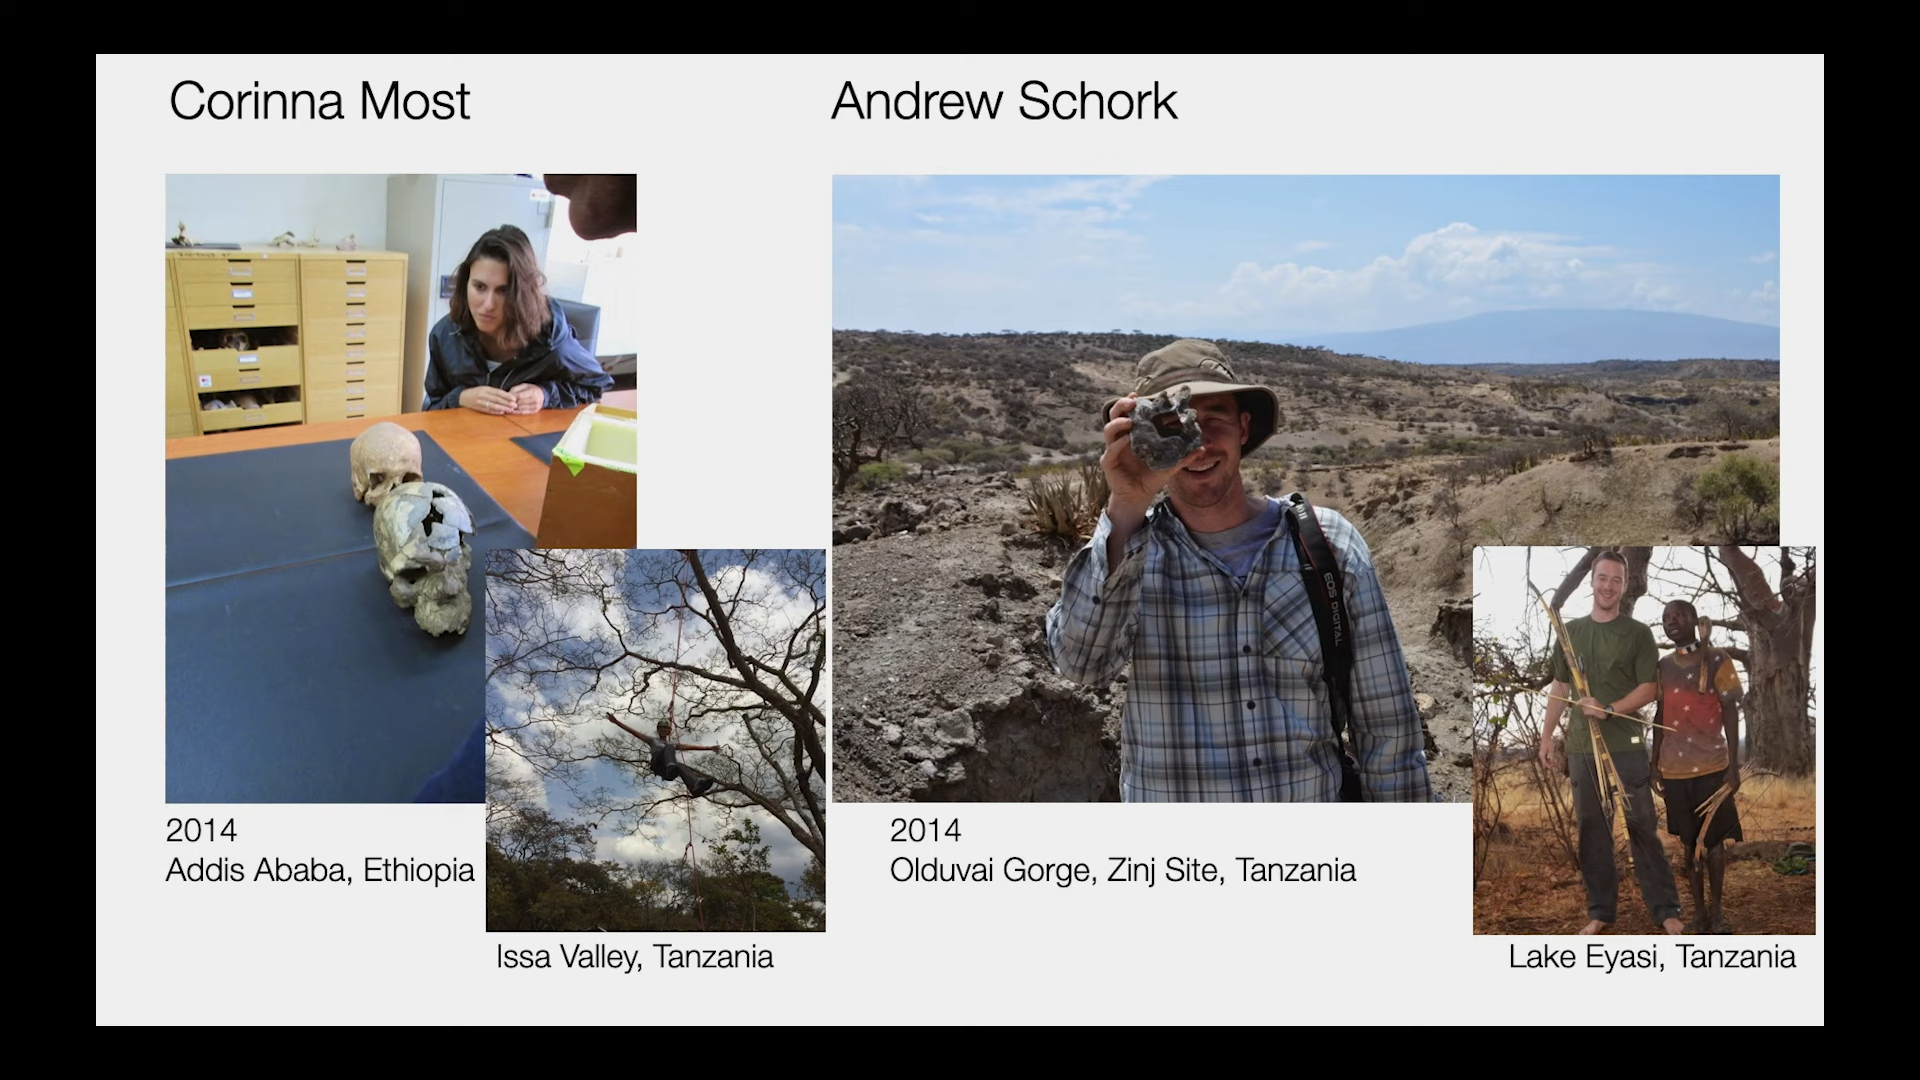 Corinna Most
Andrew Schork
EOS DIGITAL
2014
Addis Ababa, Ethiopia
Issa Valley, Tanzania
2014
Olduvai Gorge, Zinj Site, Tanzania
Lake Eyasi, Tanzania